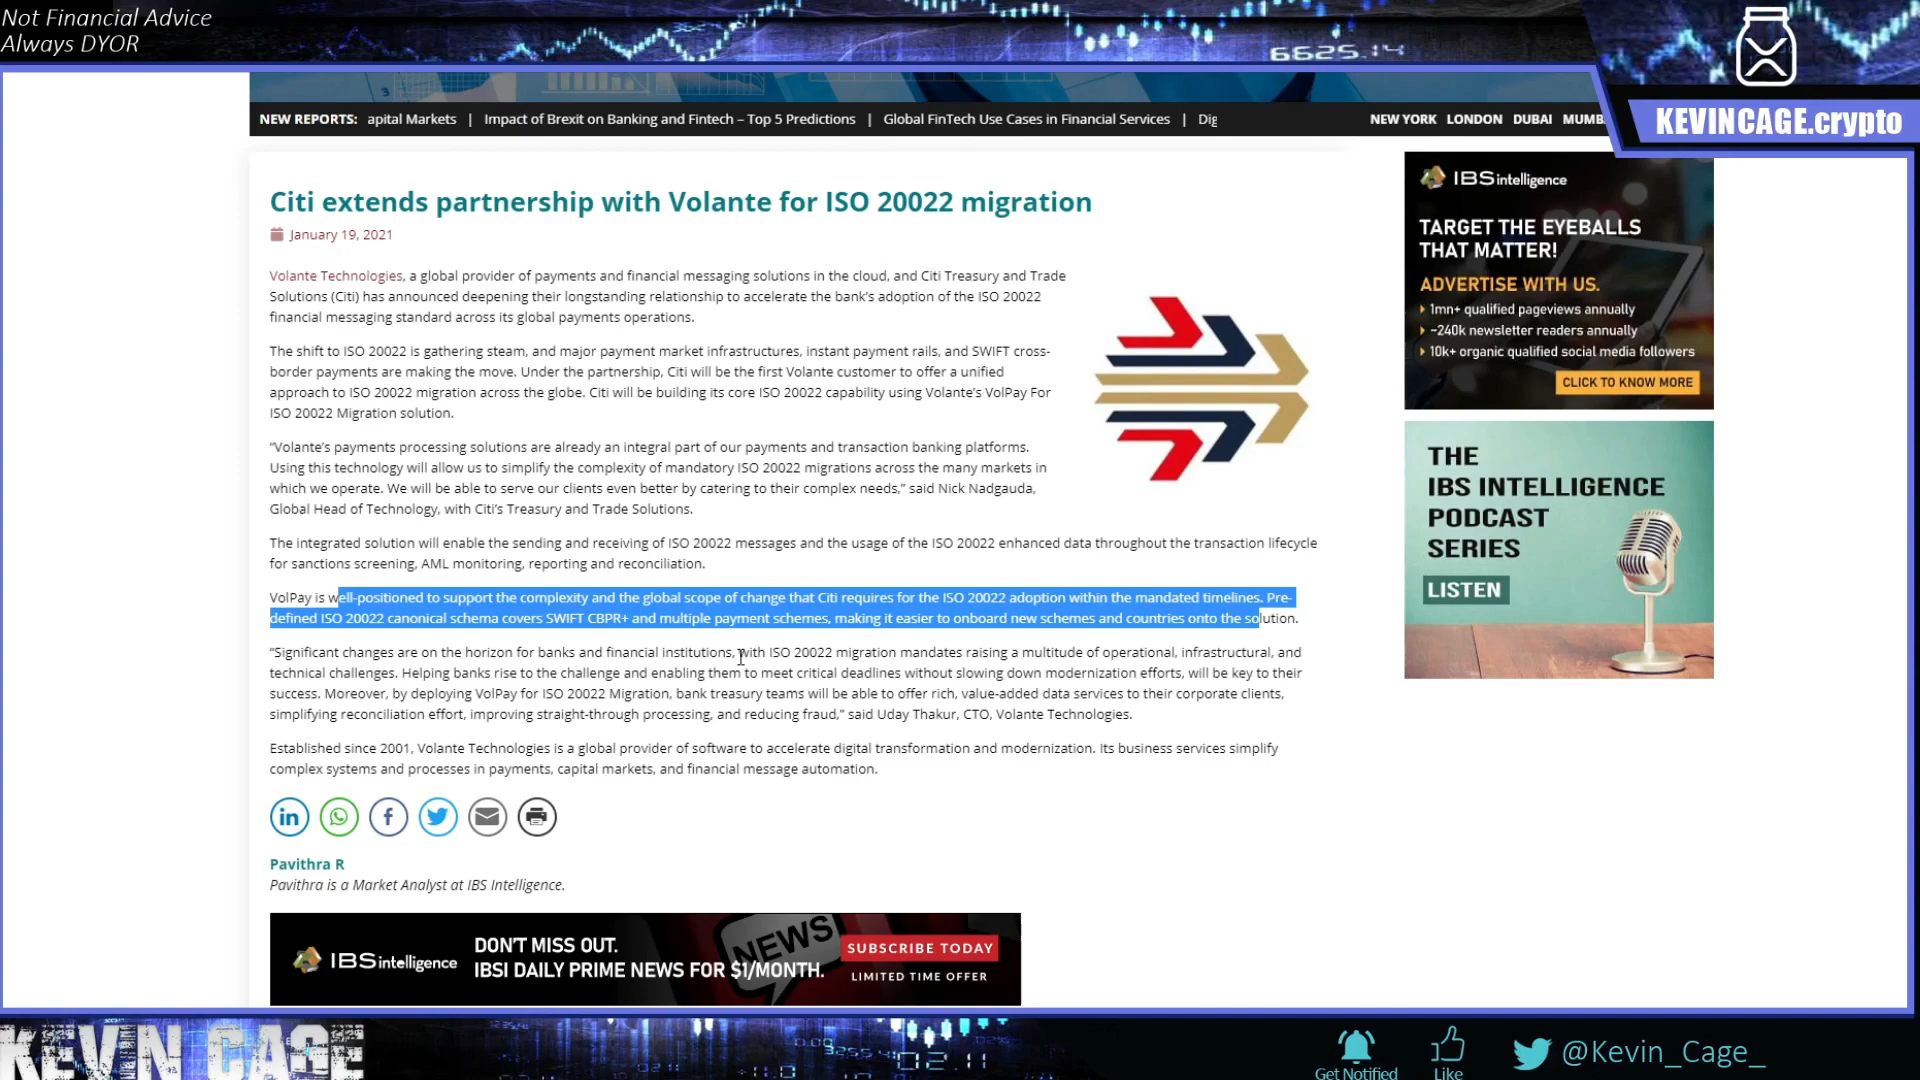 Not Financial Advice
Always DYOR
6625.14
KEVINCAGE.crypto
NEW REPORTS: apital Markets | Impact of Brexit on Banking and Fintech – Top 5 Predictions | Global FinTech Use Cases in Financial Services | Dig
NEW YORK LONDON DUBAI MUMB
Citi extends partnership with Volante for ISO 20022 migration
January 19, 2021
Volante Technologies, a global provider of payments and financial messaging solutions in the cloud, and Citi Treasury and Trade
Solutions (Citi) has announced deepening their longstanding relationship to accelerate the bank's adoption of the ISO 20022
financial messaging standard across its global payments operations.
The shift to ISO 20022 is gathering steam, and major payment market infrastructures, instant payment rails, and SWIFT cross-
border payments are making the move. Under the partnership, Citi will be the first Volante customer to offer a unified
approach to ISO 20022 migration across the globe. Citi will be building its core ISO 20022 capability using Volante's VolPay For
ISO 20022 Migration solution.
“Volante's payments processing solutions are already an integral part of our payments and transaction banking platforms.
Using this technology will allow us to simplify the complexity of mandatory ISO 20022 migrations across the many markets in
which we operate. We will be able to serve our clients even better by catering to their complex needs,” said Nick Nadgauda,
Global Head of Technology, with Citi's Treasury and Trade Solutions.
The integrated solution will enable the sending and receiving of ISO 20022 messages and the usage of the ISO 20022 enhanced data throughout the transaction lifecycle
for sanctions screening, AML monitoring, reporting and reconciliation.
VolPay is well-positioned to support the complexity and the global scope of change that Citi requires for the ISO 20022 adoption within the mandated timelines. Pre-
defined ISO 20022 canonical schema covers SWIFT CBPR+ and multiple payment schemes, making it easier to onboard new schemes and countries onto the solution.
“Significant changes are on the horizon for banks and financial institutions, with ISO 20022 migration mandates raising a multitude of operational, infrastructural, and
technical challenges. Helping banks rise to the challenge and enabling them to meet critical deadlines without slowing down modernization efforts, will be key to their
success. Moreover, by deploying VolPay for ISO 20022 Migration, bank treasury teams will be able to offer rich, value-added data services to their corporate clients,
simplifying reconciliation effort, improving straight-through processing, and reducing fraud,” said Uday Thakur, CTO, Volante Technologies.
Established since 2001, Volante Technologies is a global provider of software to accelerate digital transformation and modernization. Its business services simplify
complex systems and processes in payments, capital markets, and financial message automation.
Pavithra R
Pavithra is a Market Analyst at IBS Intelligence.
IBSintelligence
DON'T MISS OUT.
IBSI DAILY PRIME NEWS FOR $1/MONTH.
NEWS
SUBSCRIBE TODAY
LIMITED TIME OFFER
IBSintelligence
TARGET THE EYEBALLS
THAT MATTER!
ADVERTISE WITH US.
1mn+ qualified pageviews annually
~240k newsletter readers annually
10k+ organic qualified social media followers
CLICK TO KNOW MORE
THE
IBS INTELLIGENCE
PODCAST
SERIES
LISTEN
KEVIN CAGE
02.11
Get Notified
Like
@Kevin_Cage_